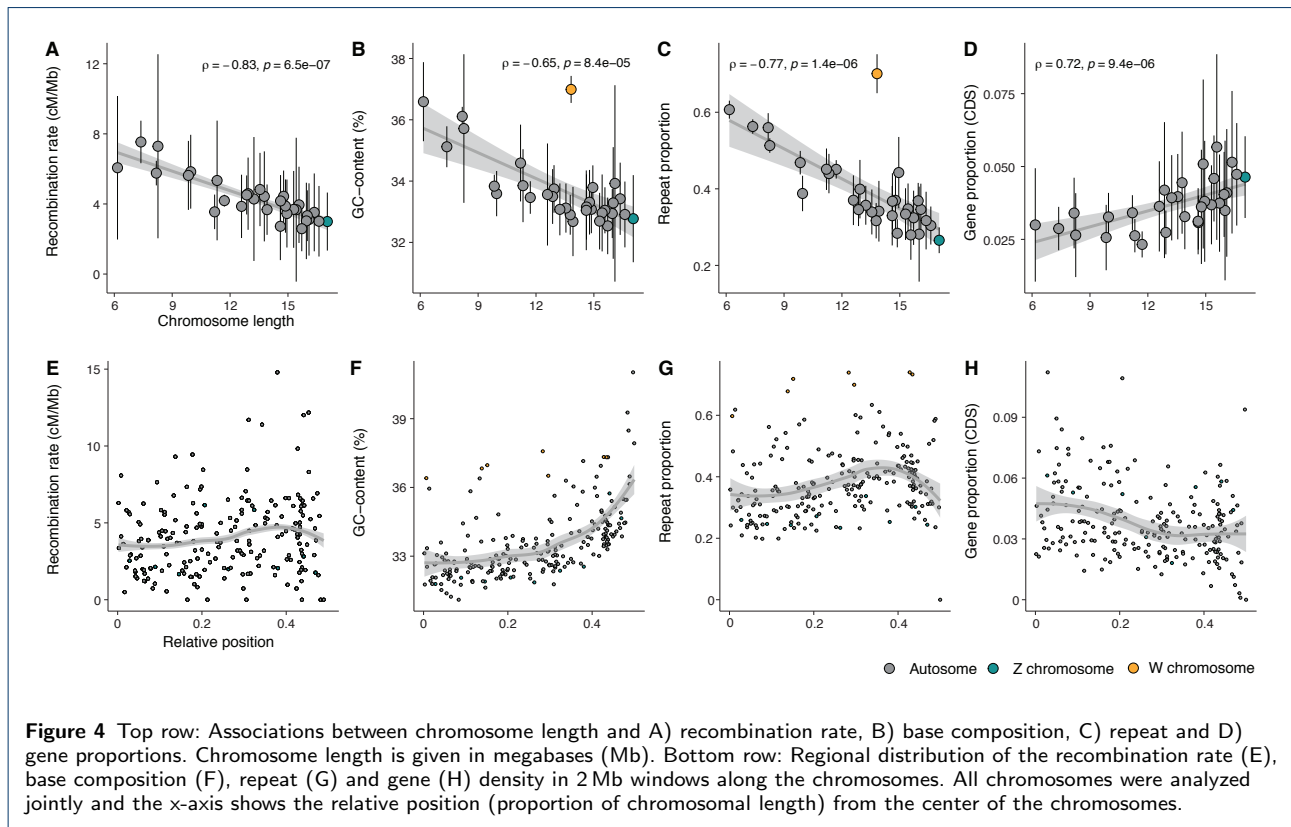 A
Recombination rate (cM/Mb)
12
8
4
0
ρ = −0.83, p = 6.5e−07
6 9 12 15
Chromosome length
B
GC−content (%)
38
36
34
32
ρ = −0.65, p = 8.4e−05
6 9 12 15
C
Repeat proportion
0.6
0.4
0.2
ρ = −0.77, p = 1.4e−06
6 9 12 15
D
Gene proportion (CDS)
0.075
0.050
0.025
ρ = 0.72, p = 9.4e−06
6 9 12 15
E
Recombination rate (cM/Mb)
15
10
5
0
0 0.2 0.4
Relative position
F
GC−content (%)
39
36
33
0 0.2 0.4
G
Repeat proportion
0.6
0.4
0.2
0
0 0.2 0.4
H
Gene proportion (CDS)
0.09
0.06
0.03
0
0 0.2 0.4
Autosome Z chromosome W chromosome
Figure 4 Top row: Associations between chromosome length and A) recombination rate, B) base composition, C) repeat and D)
gene proportions. Chromosome length is given in megabases (Mb). Bottom row: Regional distribution of the recombination rate (E),
base composition (F), repeat (G) and gene (H) density in 2 Mb windows along the chromosomes. All chromosomes were analyzed
jointly and the x-axis shows the relative position (proportion of chromosomal length) from the center of the chromosomes.